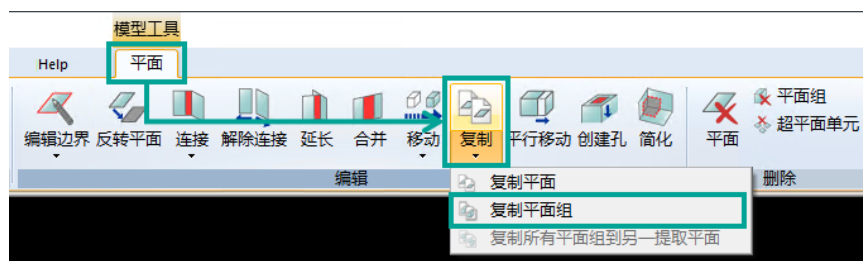 模型工具
Help 平面
编辑边界 反转平面 连接 解除连接 延长 合并 移动 复制 平行移动 创建孔 简化 平面 平面组
超平面单元
编辑 删除
复制平面
复制平面组
复制所有平面组到另一提取平面